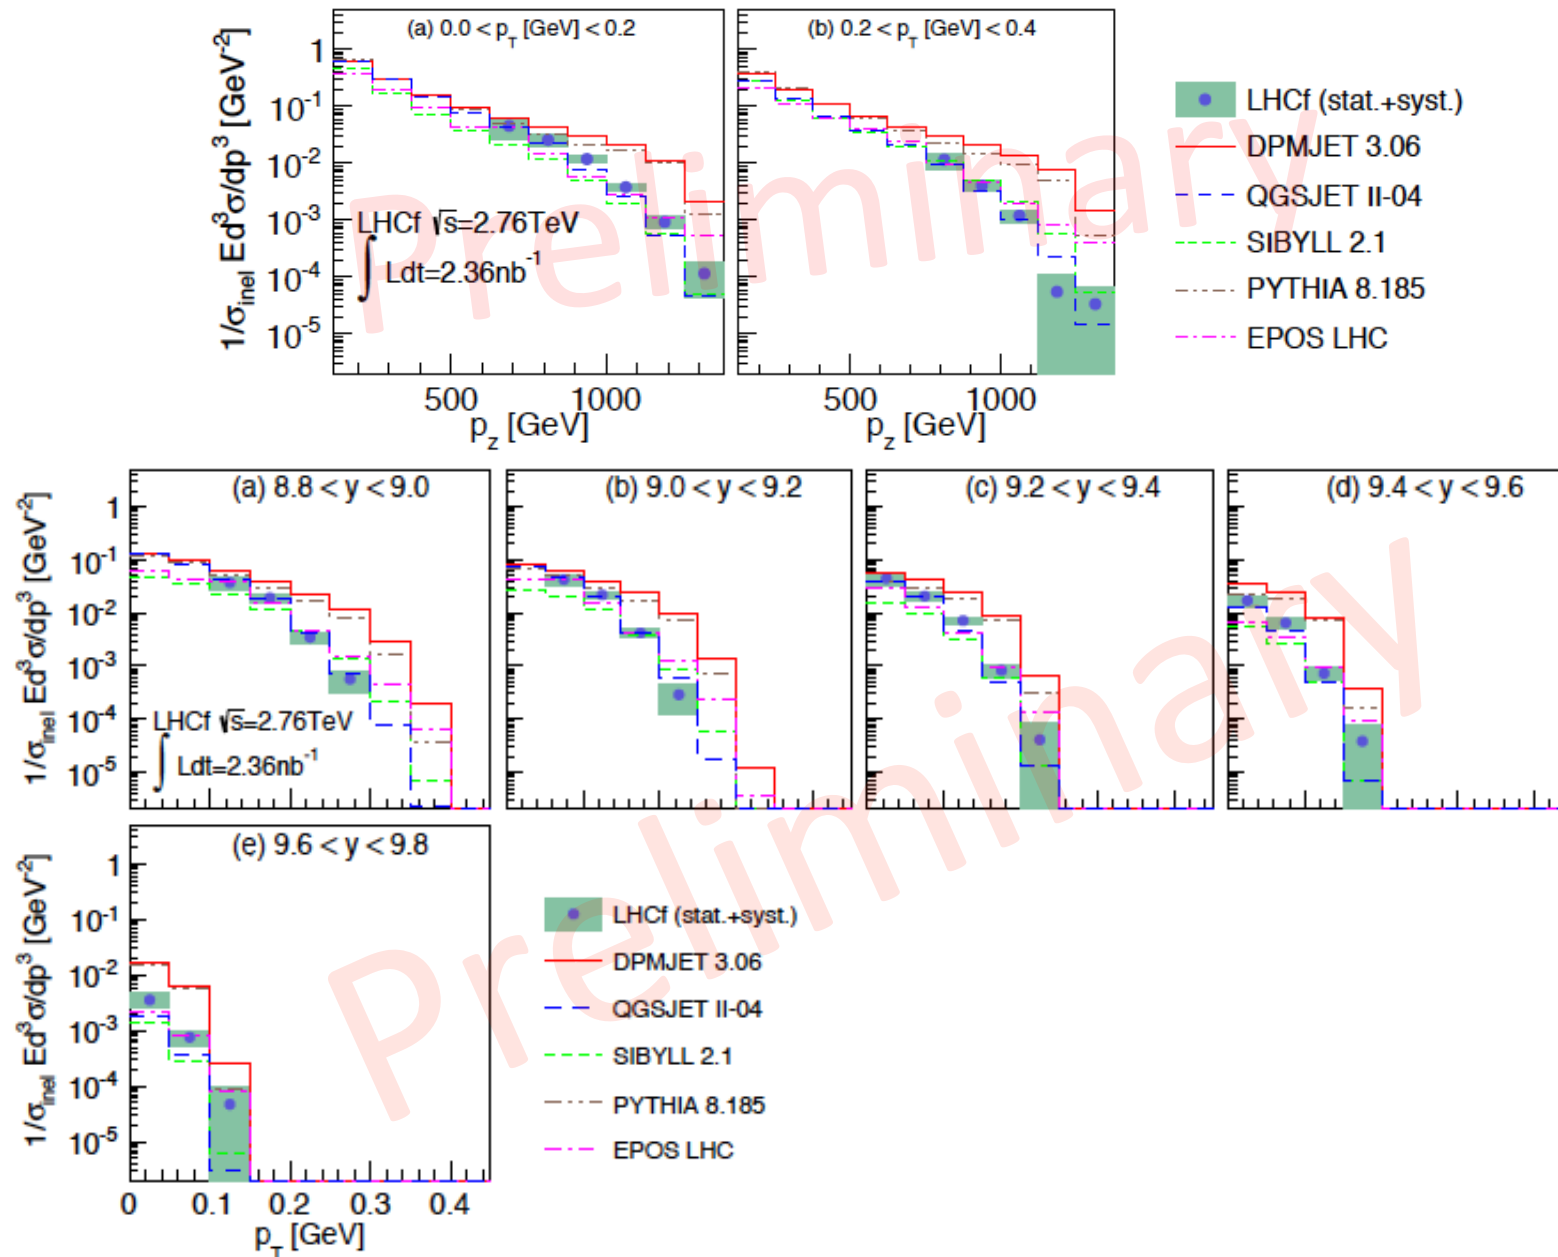 (a) 0.0 < p_T [GeV] < 0.2
(b) 0.2 < p_T [GeV] < 0.4
1/σ_inel Ed³σ/dp³ [GeV⁻²]
1
10⁻¹
10⁻²
10⁻³
10⁻⁴
10⁻⁵
LHCf √s=2.76TeV
∫ Ldt=2.36nb⁻¹
500 1000
500 1000
p_z [GeV]
p_z [GeV]
LHCf (stat.+syst.)
DPMJET 3.06
QGSJET II-04
SIBYLL 2.1
PYTHIA 8.185
EPOS LHC
Preliminary
(a) 8.8 < y < 9.0
(b) 9.0 < y < 9.2
(c) 9.2 < y < 9.4
(d) 9.4 < y < 9.6
1/σ_inel Ed³σ/dp³ [GeV⁻²]
1
10⁻¹
10⁻²
10⁻³
10⁻⁴
10⁻⁵
LHCf √s=2.76TeV
∫ Ldt=2.36nb⁻¹
(e) 9.6 < y < 9.8
1/σ_inel Ed³σ/dp³ [GeV⁻²]
1
10⁻¹
10⁻²
10⁻³
10⁻⁴
10⁻⁵
0 0.1 0.2 0.3 0.4
p_T [GeV]
LHCf (stat.+syst.)
DPMJET 3.06
QGSJET II-04
SIBYLL 2.1
PYTHIA 8.185
EPOS LHC
Preliminary